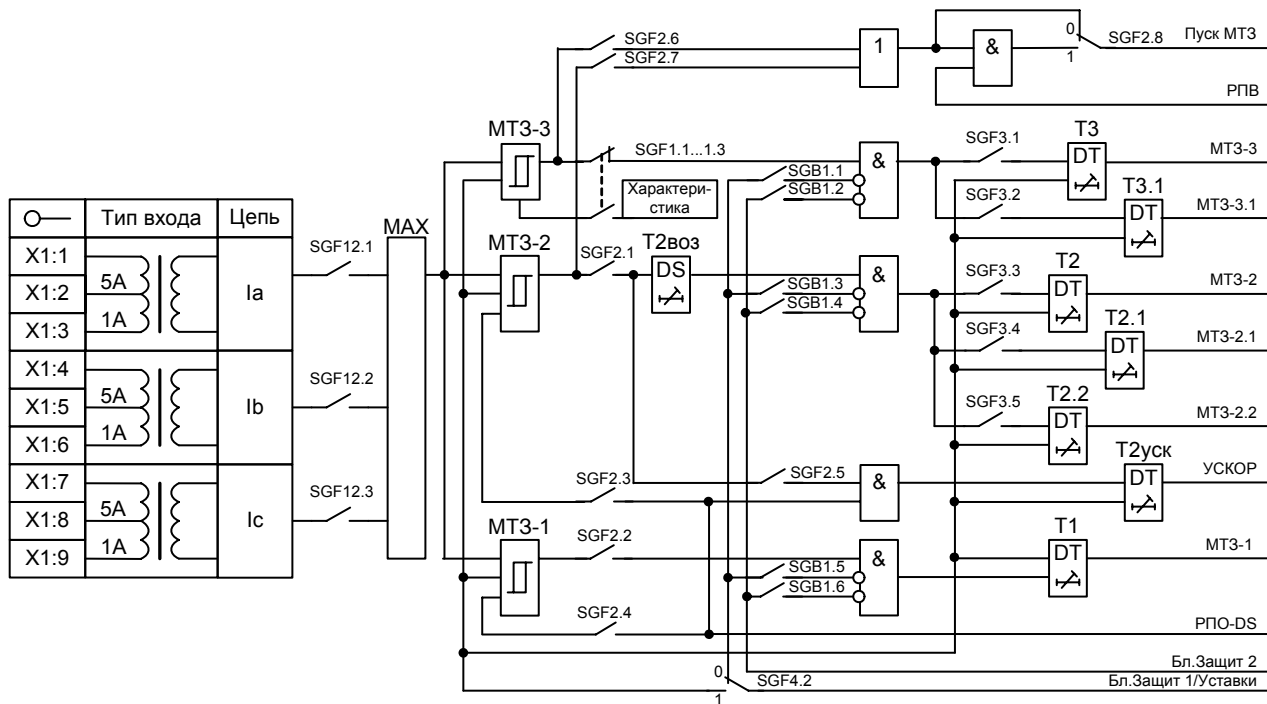 SGF2.6
SGF2.7
1
&
0
1
SGF2.8
Пуск МТЗ
РПВ
МТЗ-3
SGF1.1...1.3
Характери-
стика
SGB1.1
SGB1.2
&
SGF3.1
Т3
DT
МТЗ-3
SGF3.2
Т3.1
DT
МТЗ-3.1
Тип входа
Цепь
X1:1
X1:2
X1:3
5А
1А
Ia
X1:4
X1:5
X1:6
5А
1А
Ib
X1:7
X1:8
X1:9
5А
1А
Ic
SGF12.1
SGF12.2
SGF12.3
MAX
МТЗ-2
SGF2.1
Т2воз
DS
SGB1.3
SGB1.4
&
SGF3.3
Т2
DT
МТЗ-2
SGF3.4
Т2.1
DT
МТЗ-2.1
SGF3.5
Т2.2
DT
МТЗ-2.2
SGF2.3
SGF2.5
&
Т2уск
DT
УСКОР
МТЗ-1
SGF2.2
SGB1.5
SGB1.6
&
Т1
DT
МТЗ-1
SGF2.4
РПО-DS
Бл.Защит 2
0
1
SGF4.2
Бл.Защит 1/Уставки